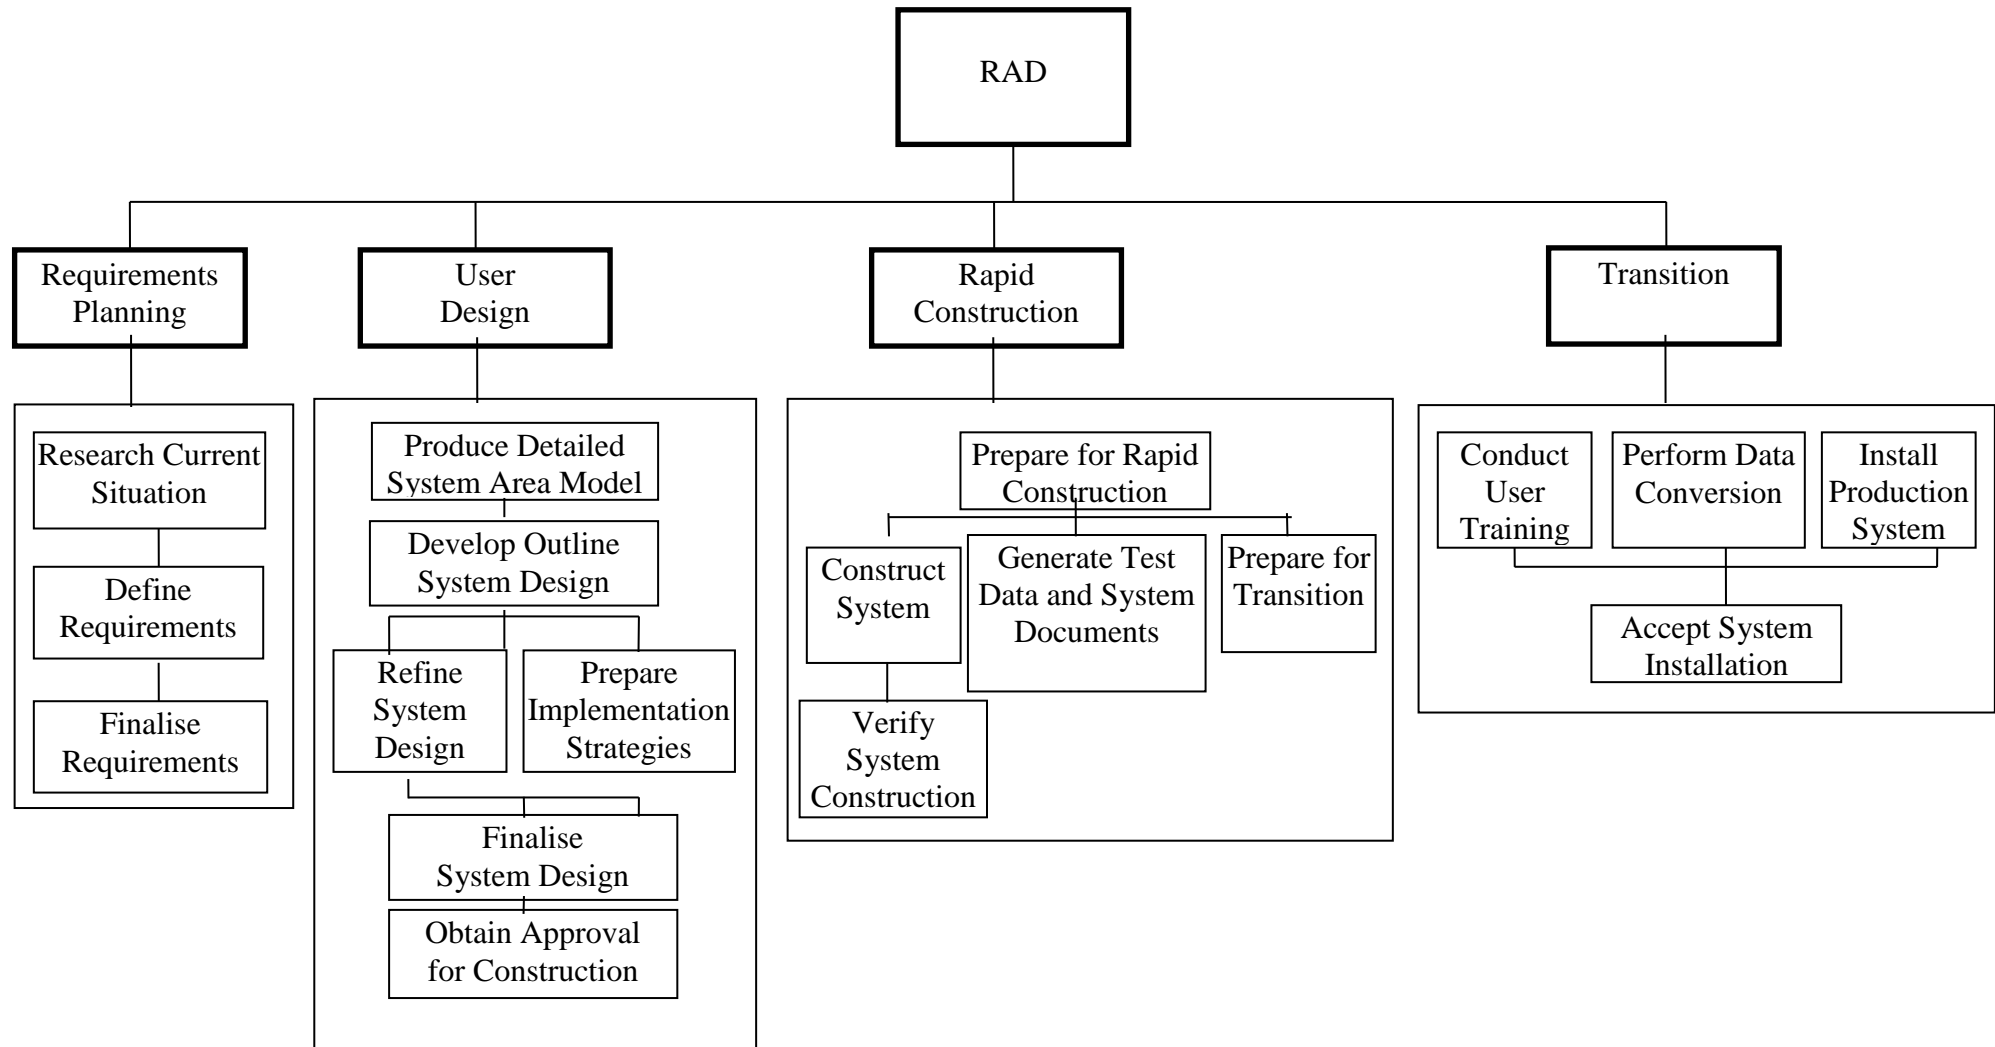 RAD
Requirements
Planning
User
Design
Rapid
Construction
Transition
Research Current
Situation
Define
Requirements
Finalise
Requirements
Produce Detailed
System Area Model
Develop Outline
System Design
Refine
System
Design
Prepare
Implementation
Strategies
Finalise
System Design
Obtain Approval
for Construction
Prepare for Rapid
Construction
Construct
System
Generate Test
Data and System
Documents
Prepare for
Transition
Verify
System
Construction
Conduct
User
Training
Perform Data
Conversion
Install
Production
System
Accept System
Installation